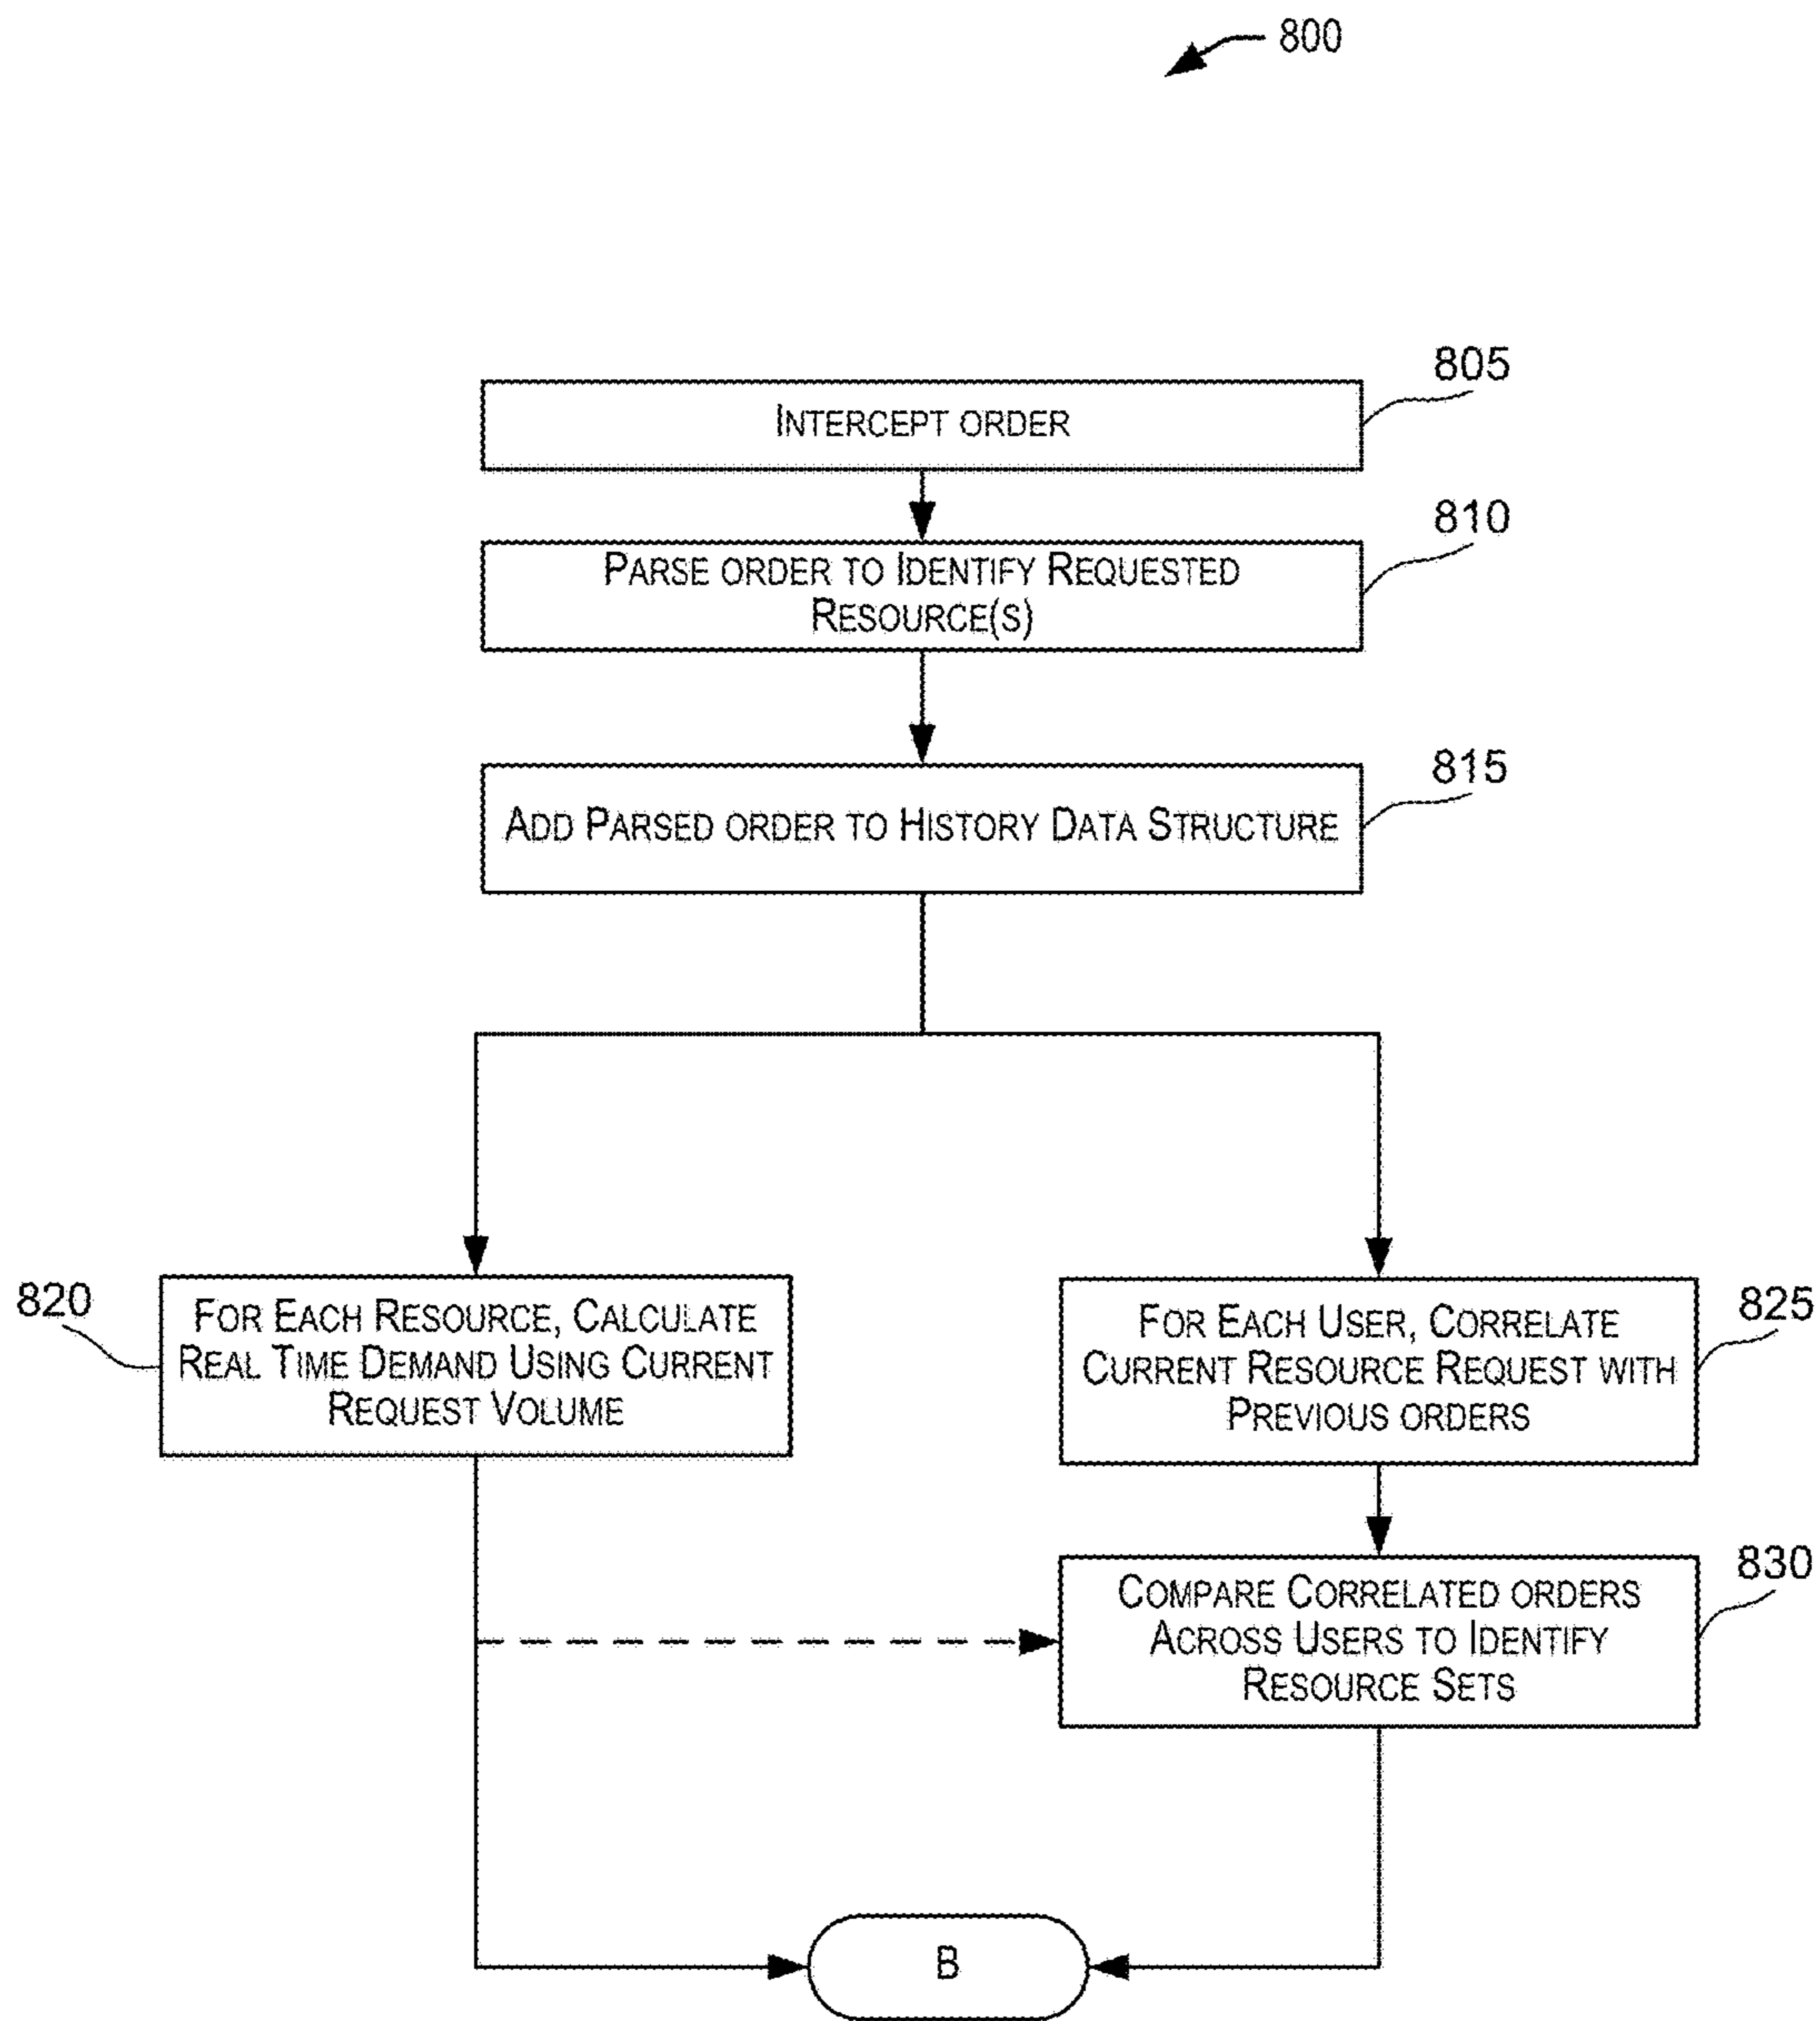 800
805
INTERCEPT ORDER
810
PARSE ORDER TO IDENTIFY REQUESTED
RESOURCE(S)
815
ADD PARSED ORDER TO HISTORY DATA STRUCTURE
820
FOR EACH RESOURCE, CALCULATE
REAL TIME DEMAND USING CURRENT
REQUEST VOLUME
825
FOR EACH USER, CORRELATE
CURRENT RESOURCE REQUEST WITH
PREVIOUS ORDERS
830
COMPARE CORRELATED ORDERS
ACROSS USERS TO IDENTIFY
RESOURCE SETS
B